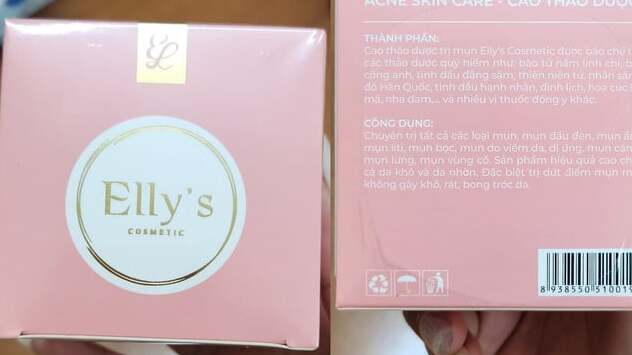 EL
Elly's
COSMETIC
ACNE SKIN CARE - CAO THẢO DƯỢC
THÀNH PHẦN:
Cao thảo dược trị mụn Elly's Cosmetic được bào chế
các thảo dược quý hiếm như: bào tử nấm linh chi,
công anh, tinh dầu đẳng sâm, thiên niên tử, nhân sâm
đỏ Hàn Quốc, tinh dầu hạnh nhân, đinh lịch, hoa cúc
mã, nha đam... và nhiều vị thuốc đông y khác.
CÔNG DỤNG:
Chuyên trị tất cả các loại mụn, mụn đầu đen, mụn
mụn liti, mụn bọc, mụn do viêm da, dị ứng, mụn
mụn lưng, mụn vùng cổ. Sản phẩm hiệu quả cao
cả da khô và da nhờn. Đặc biệt trị dứt điểm mụn
không gây khô, rát, bong tróc da.
8 938550 51001